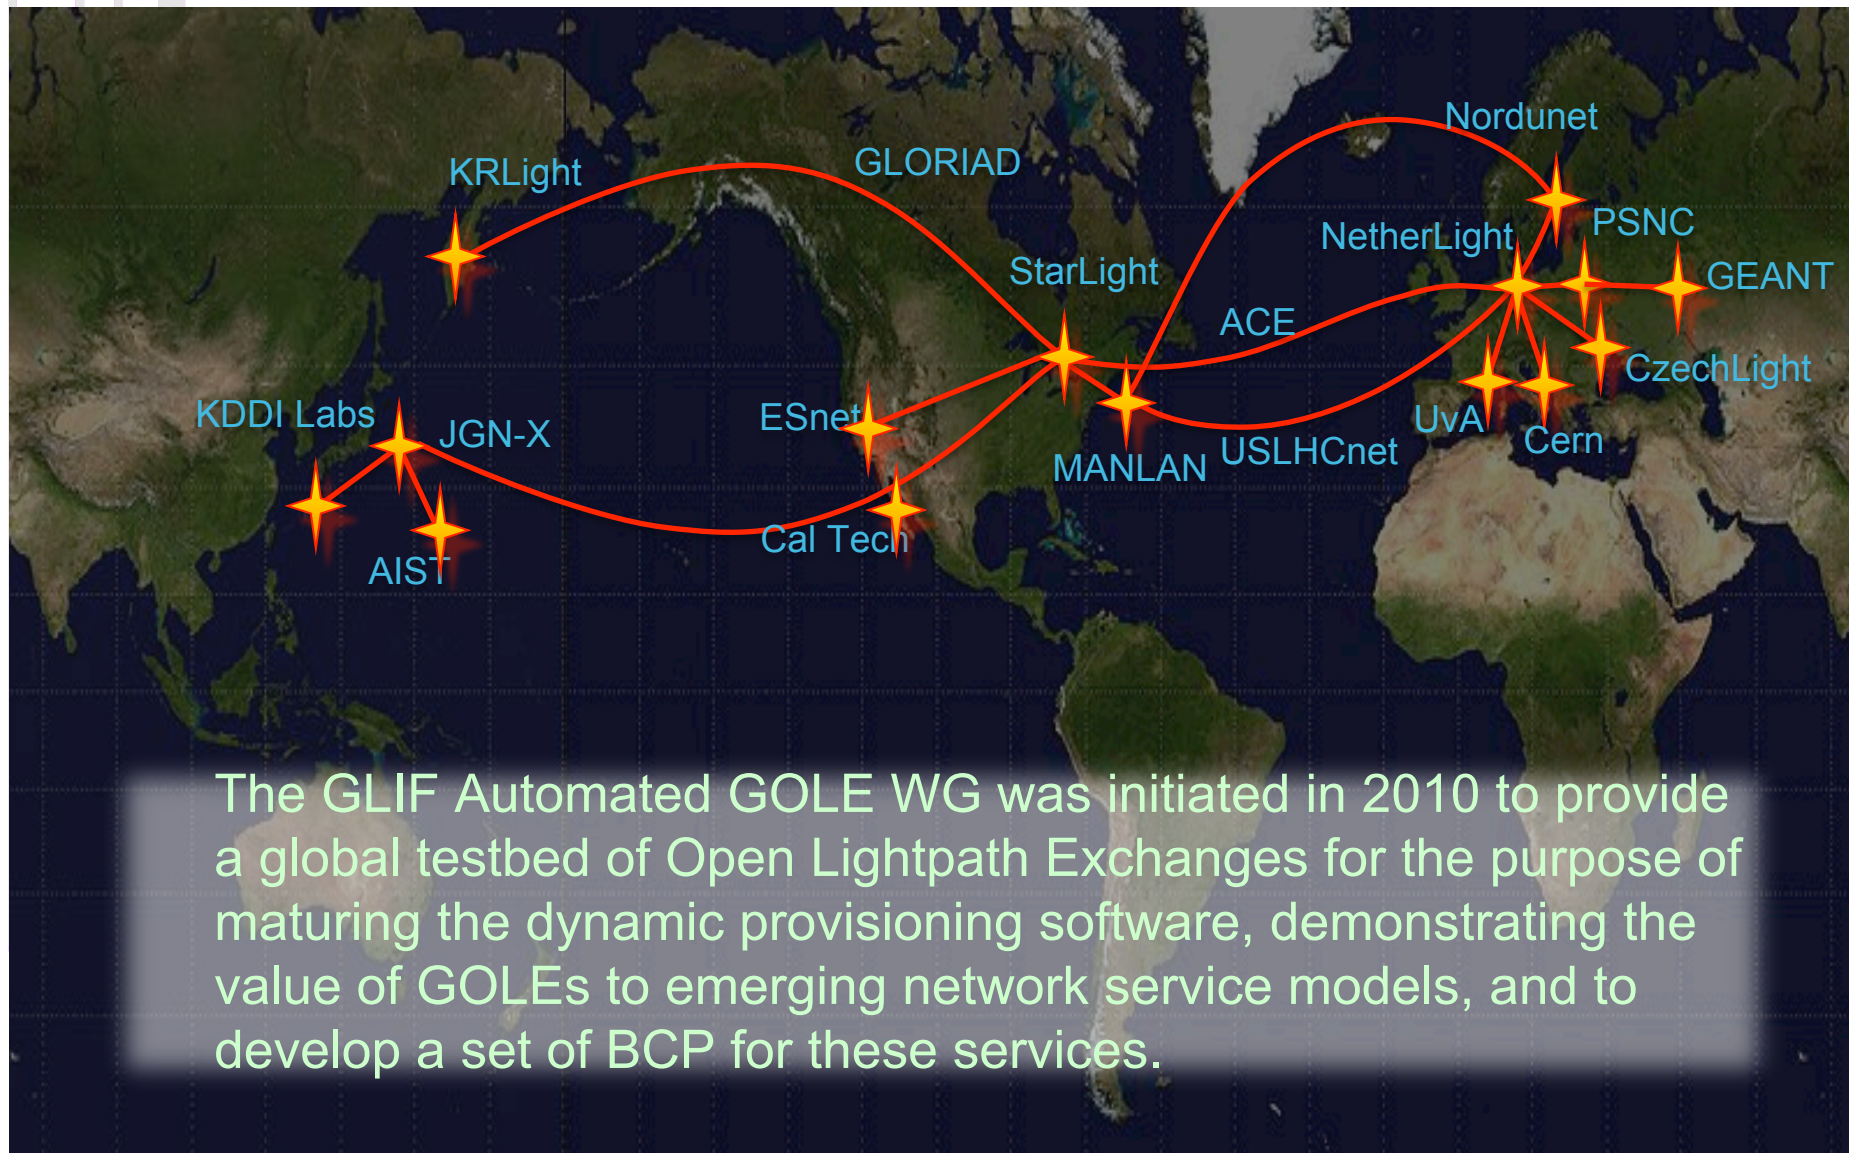 Nordunet
KRLight
GLORIAD
PSNC
NetherLight
StarLight
GEANT
ACE
CzechLight
KDDI Labs
ESnet
JGN-X
UvA
Cern
USLHCnet
MANLAN
Cal Tech
AIST
The GLIF Automated GOLE WG was initiated in 2010 to provide
a global testbed of Open Lightpath Exchanges for the purpose of
maturing the dynamic provisioning software, demonstrating the
value of GOLEs to emerging network service models, and to
develop a set of BCP for these services.